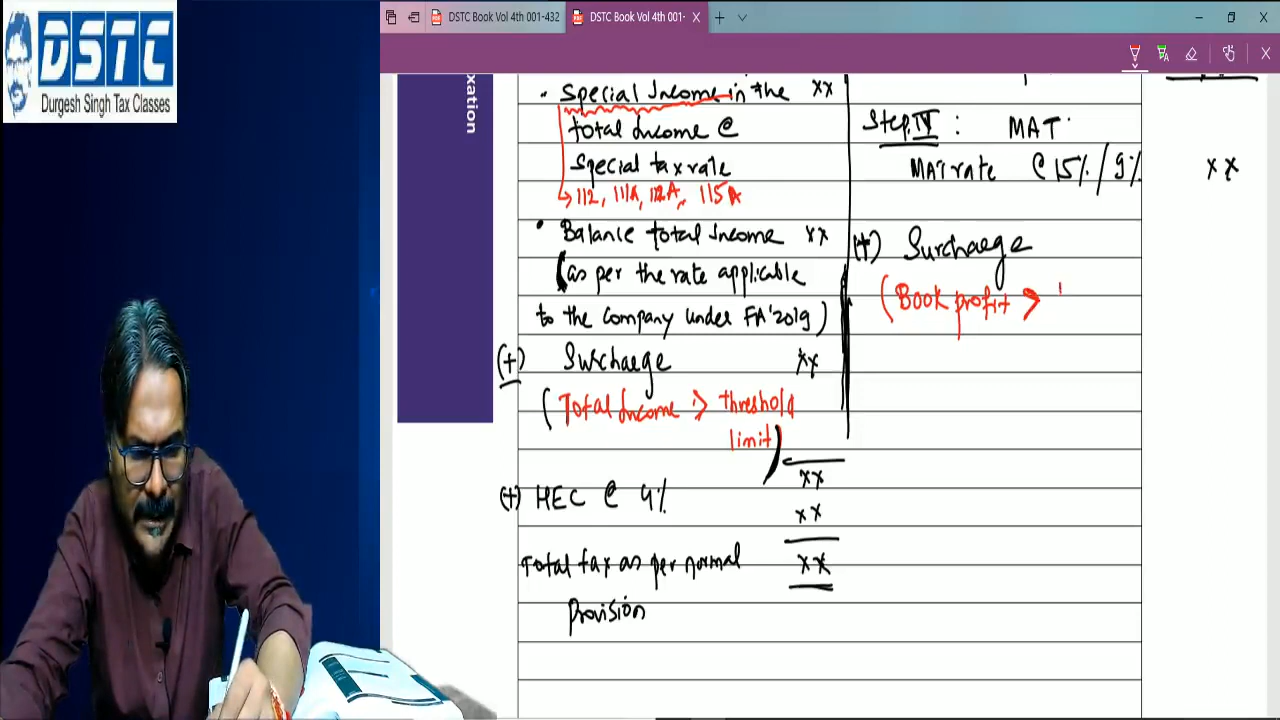 DSTC
Durgesh Singh Tax Classes
DSTC Book Vol 4th 001-432
DSTC Book Vol 4th 001-
xation
• Special Income in the xx
total Income @
Special tax rate
→ 112, 111A, 112A, 115A
• Balance total Income xx
(as per the rate applicable
to the company under FA'2019)
(+) Surcharge xx
(Total Income > threshold
limit)
xx
(+) HEC @ 4%
xx
Total tax as per normal xx
Provision
Step IV : MAT
MAT rate @ 15% / 9% xx
(+) Surcharge
(Book profit >